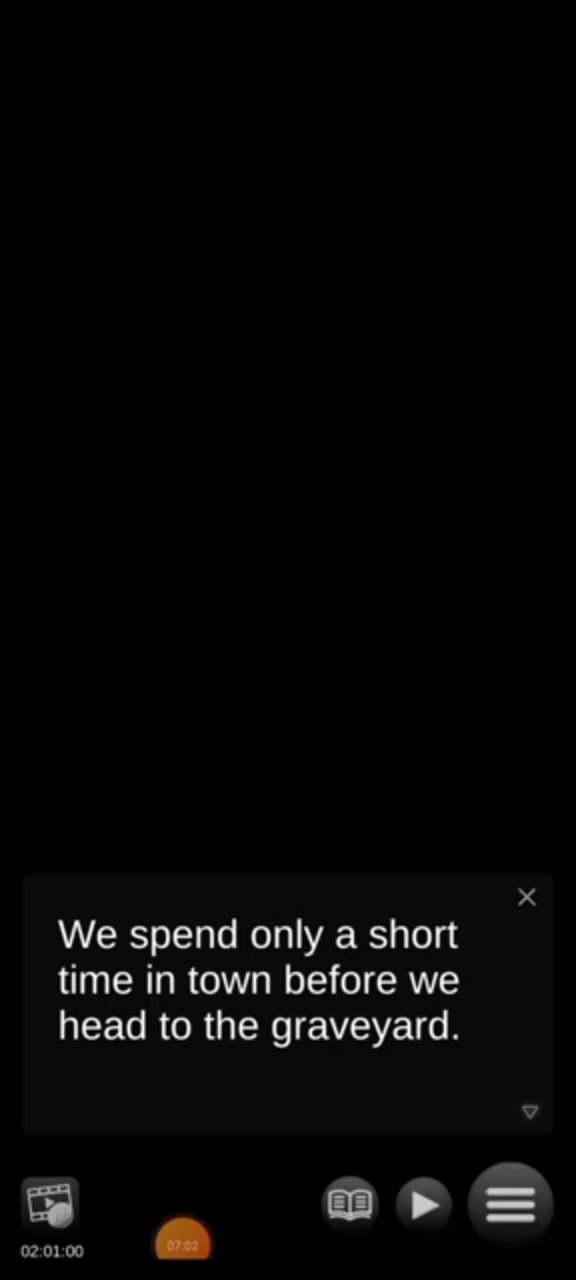 We spend only a short
time in town before we
head to the graveyard.
02:01:00
07:02